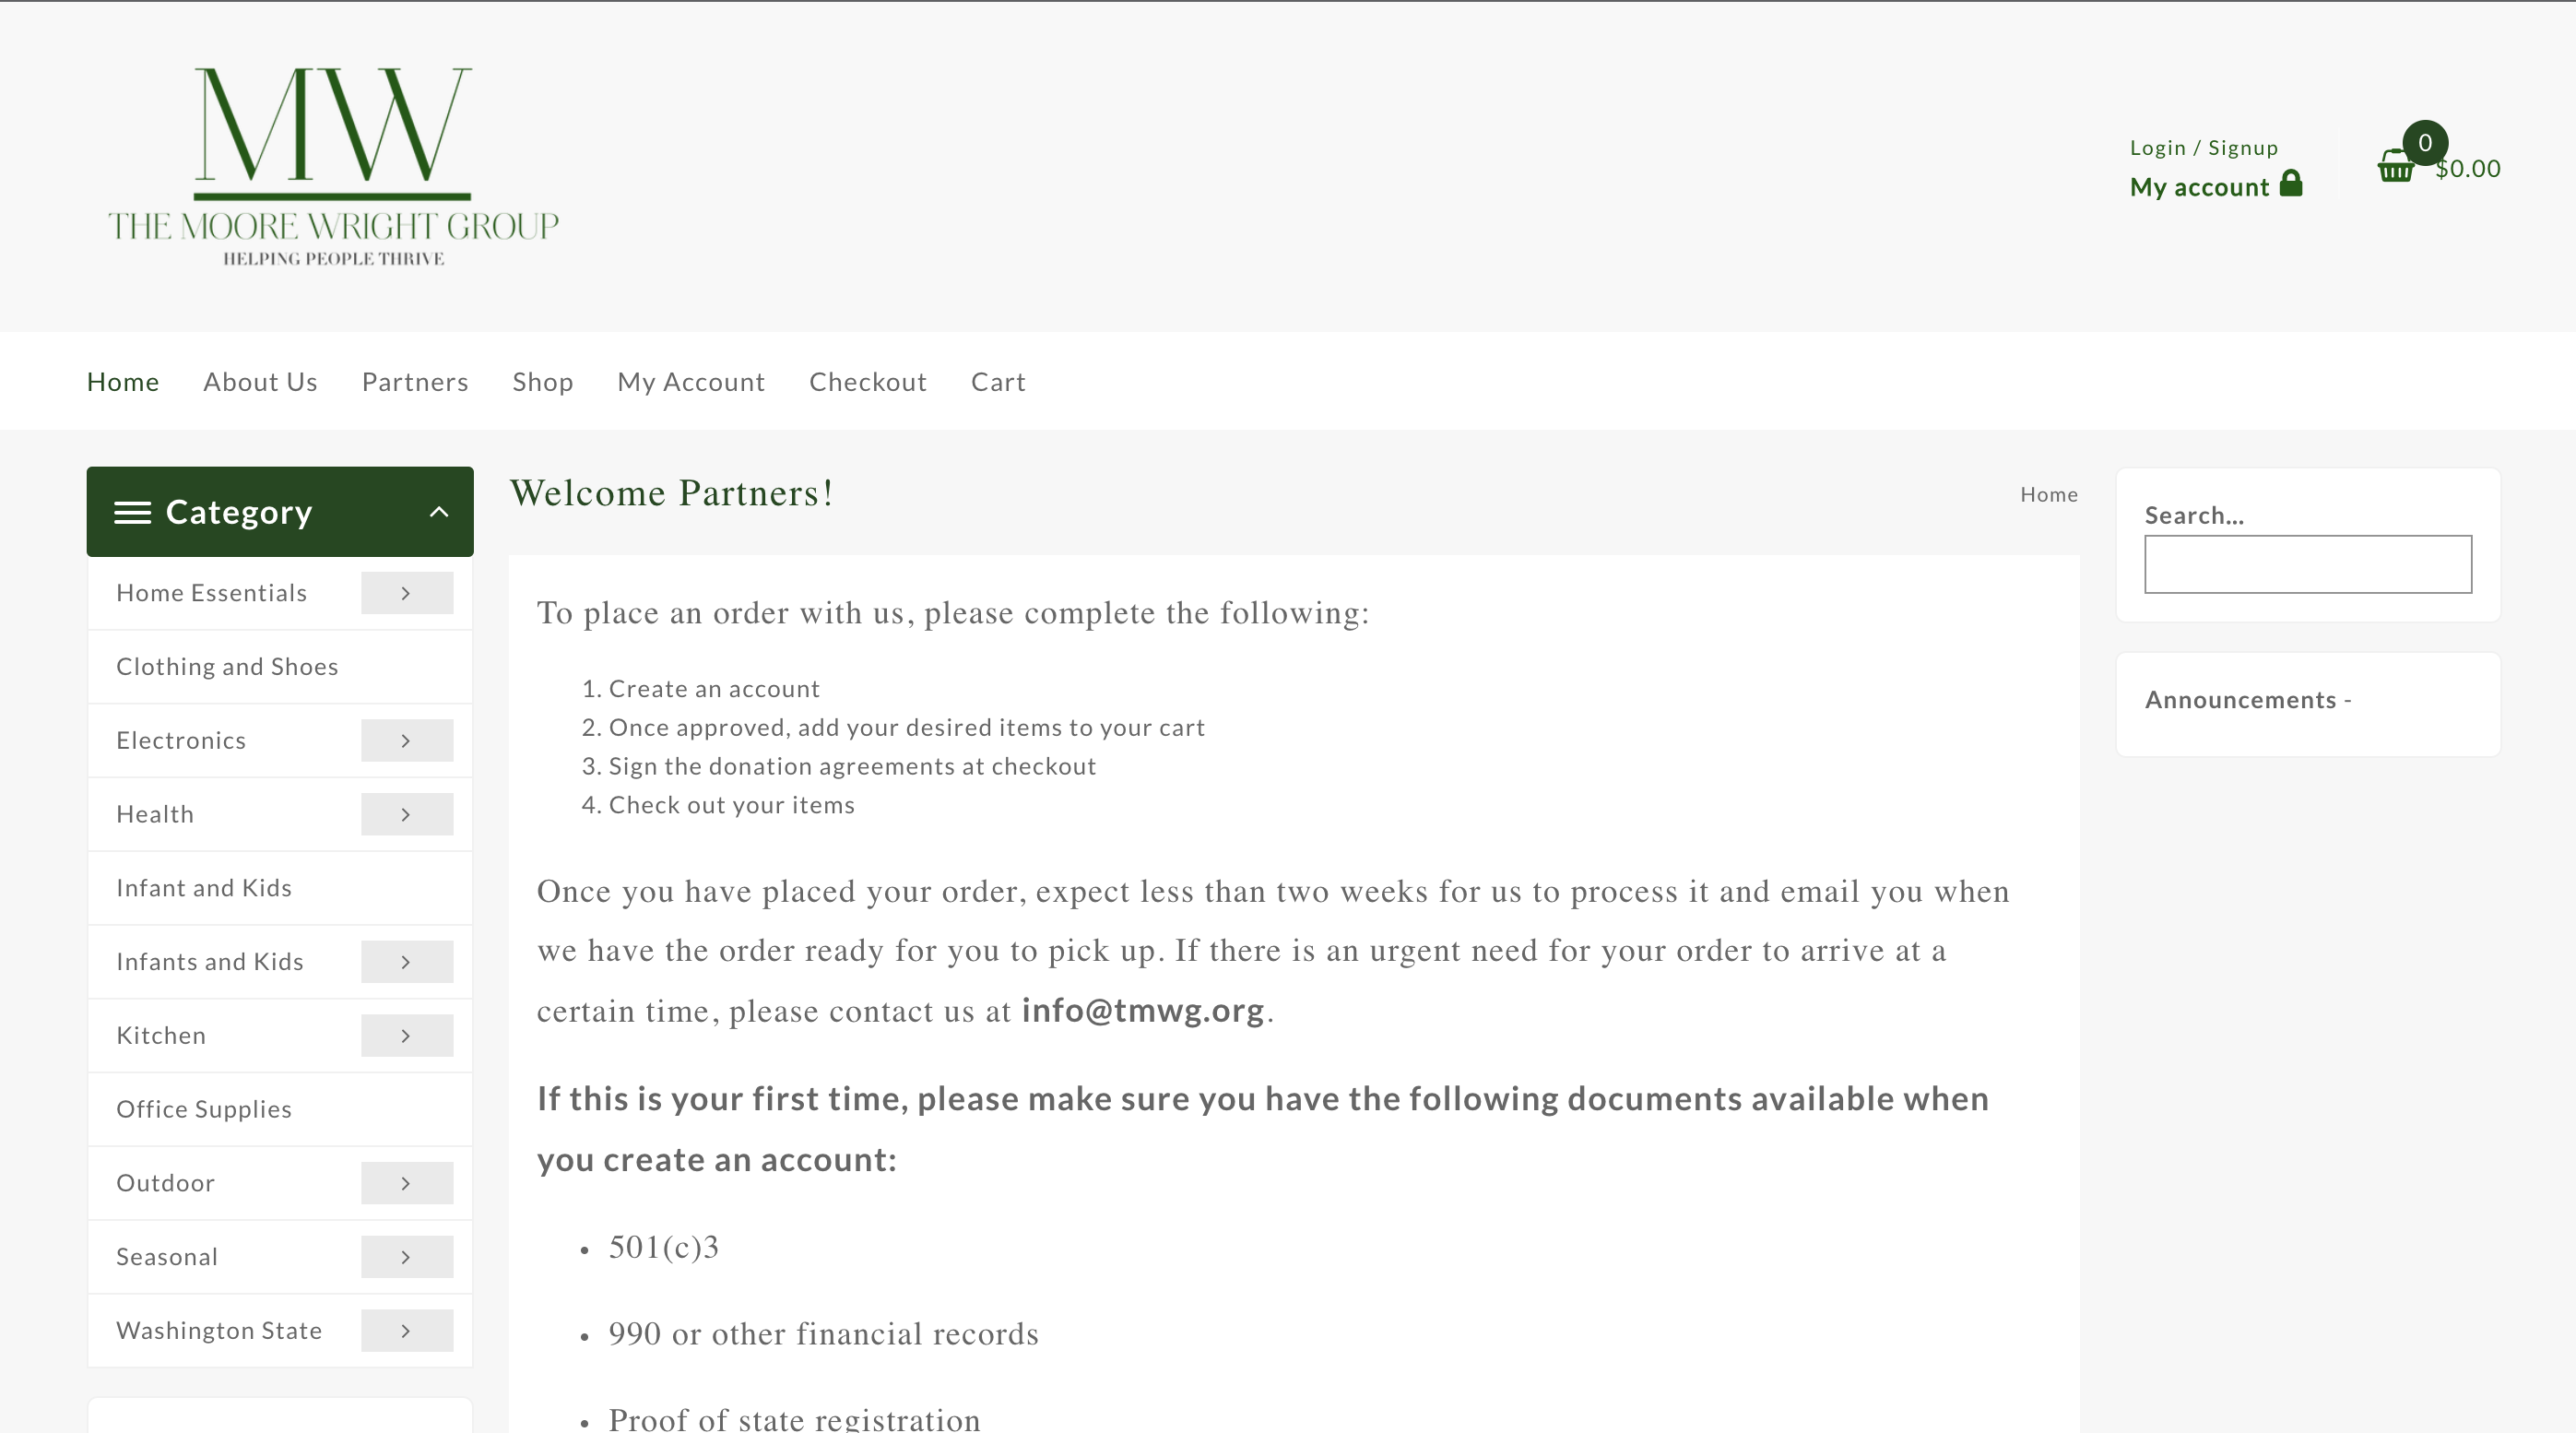 MW
THE MOORE WRIGHT GROUP
HELPING PEOPLE THRIVE
Login / Signup
My account
0
$0.00
Home About Us Partners Shop My Account Checkout Cart
Category
Home Essentials
Clothing and Shoes
Electronics
Health
Infant and Kids
Infants and Kids
Kitchen
Office Supplies
Outdoor
Seasonal
Washington State
Welcome Partners!
Home
To place an order with us, please complete the following:
1. Create an account
2. Once approved, add your desired items to your cart
3. Sign the donation agreements at checkout
4. Check out your items
Once you have placed your order, expect less than two weeks for us to process it and email you when
we have the order ready for you to pick up. If there is an urgent need for your order to arrive at a
certain time, please contact us at info@tmwg.org.
If this is your first time, please make sure you have the following documents available when
you create an account:
• 501(c)3
• 990 or other financial records
• Proof of state registration
Search...
Announcements -